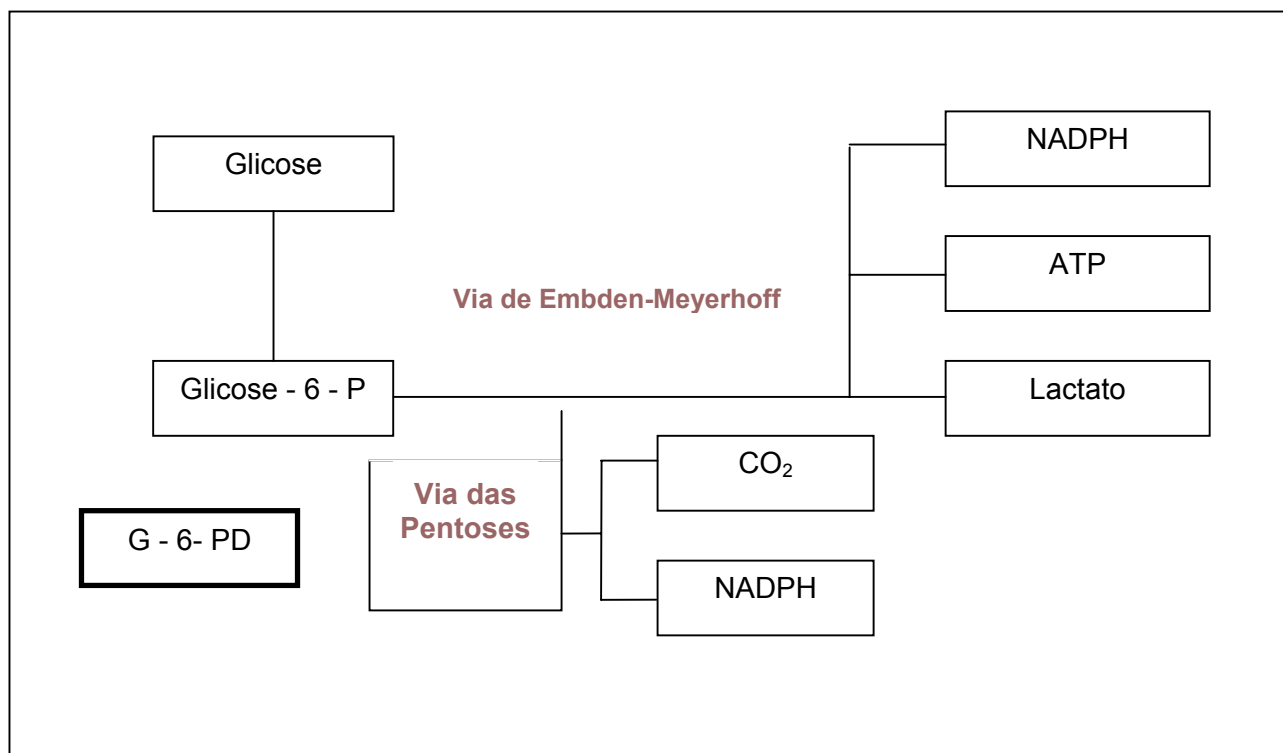 NADPH
Glicose
ATP
Via de Embden-Meyerhoff
Glicose - 6 - P
Lactato
CO₂
Via das
Pentoses
G - 6- PD
NADPH